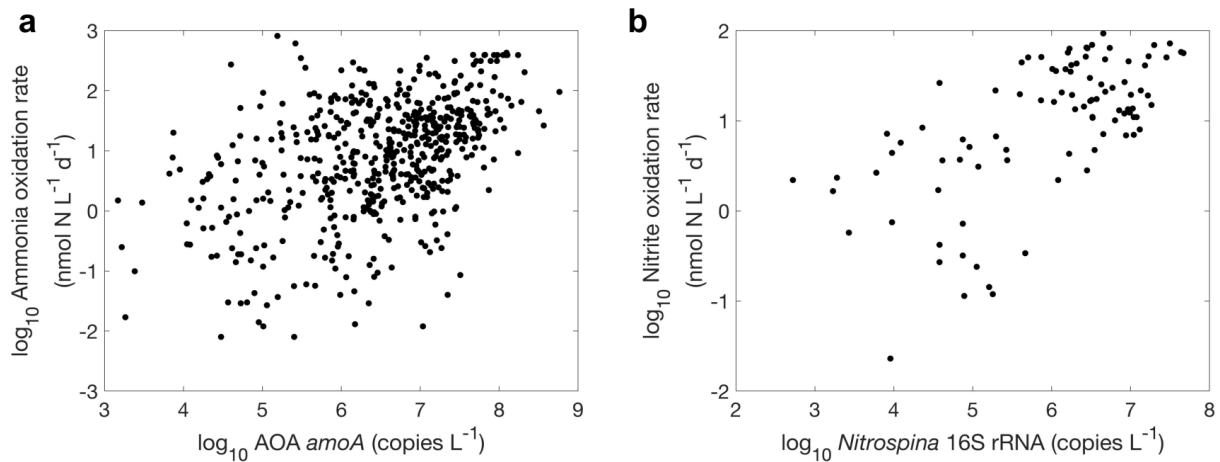 a
3
2
1
0
-1
-2
-3
3 4 5 6 7 8 9
log10 Ammonia oxidation rate
(nmol N L-1 d-1)
log10 AOA amoA (copies L-1)
b
2
1
0
-1
-2
2 3 4 5 6 7 8
log10 Nitrite oxidation rate
(nmol N L-1 d-1)
log10 Nitrospina 16S rRNA (copies L-1)